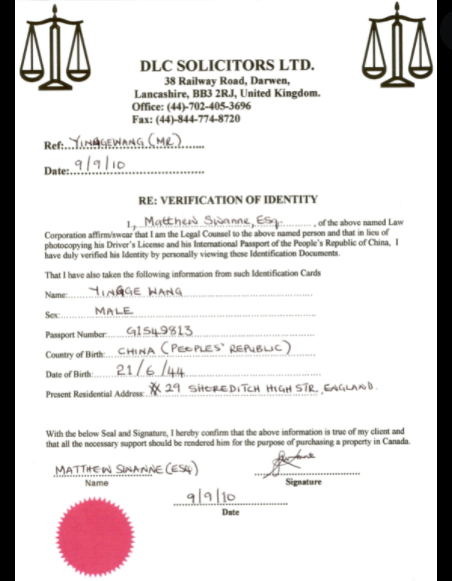 DLC SOLICITORS LTD.
38 Railway Road, Darwen,
Lancashire, BB3 2RJ, United Kingdom.
Office: (44)-702-405-3696
Fax: (44)-844-774-8720
Ref:..YINGGEWANG (MR)......
Date:..9/9/10......
RE: VERIFICATION OF IDENTITY
I, Matthew Swanne, Esq. ........, of the above named Law
Corporation affirm/swear that I am the Legal Counsel to the above named person and that in lieu of
photocopying his Driver's License and his International Passport of the People's Republic of China, I
have duly verified his Identity by personally viewing these Identification Documents.
That I have also taken the following information from such Identification Cards
Name: YINGGE WANG
Sex: MALE
Passport Number: G1549813
Country of Birth: CHINA (PEOPLES' REPUBLIC)
Date of Birth: 21/6/44
Present Residential Address: 29 SHOREDITCH HIGH STR, ENGLAND.
With the below Seal and Signature, I hereby confirm that the above information is true of my client and
that all the necessary support should be rendered him for the purpose of purchasing a property in Canada.
MATTHEW SWANNE (ESQ)
Name
Signature
9/9/10
Date